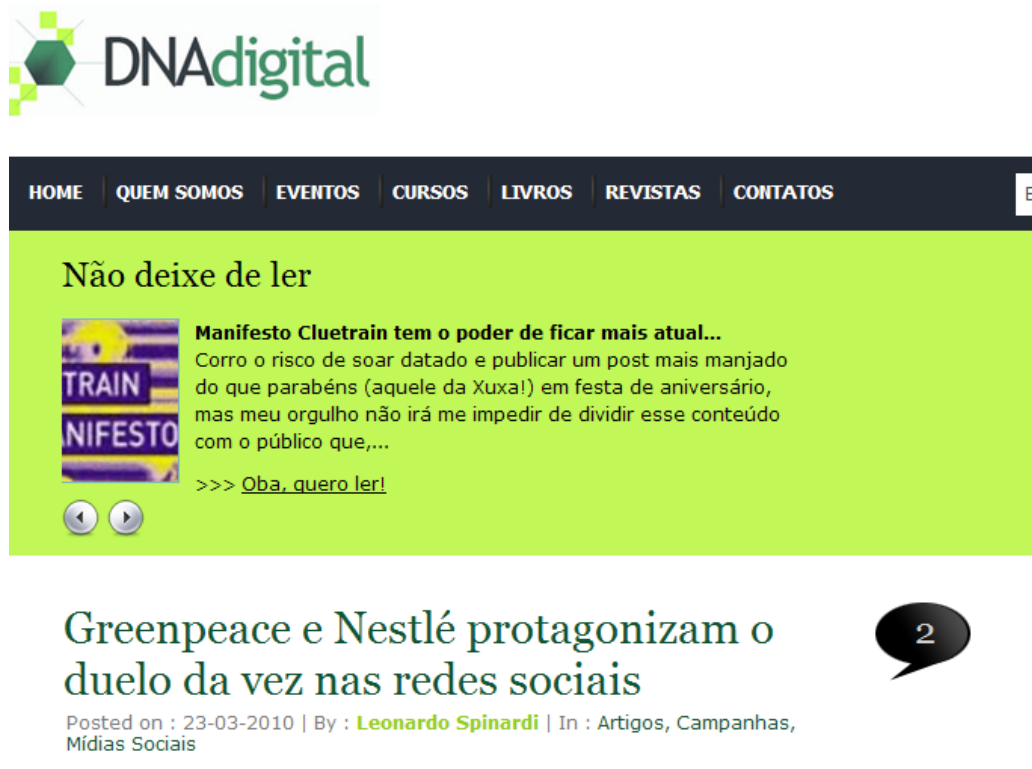 DNAdigital
HOME QUEM SOMOS EVENTOS CURSOS LIVROS REVISTAS CONTATOS
Não deixe de ler
TRAIN
ANIFESTO
Manifesto Cluetrain tem o poder de ficar mais atual...
Corro o risco de soar datado e publicar um post mais manjado
do que parabéns (aquele da Xuxa!) em festa de aniversário,
mas meu orgulho não irá me impedir de dividir esse conteúdo
com o público que,...
>>> Oba, quero ler!
Greenpeace e Nestlé protagonizam o
duelo da vez nas redes sociais
2
Posted on : 23-03-2010 | By : Leonardo Spinardi | In : Artigos, Campanhas,
Mídias Sociais